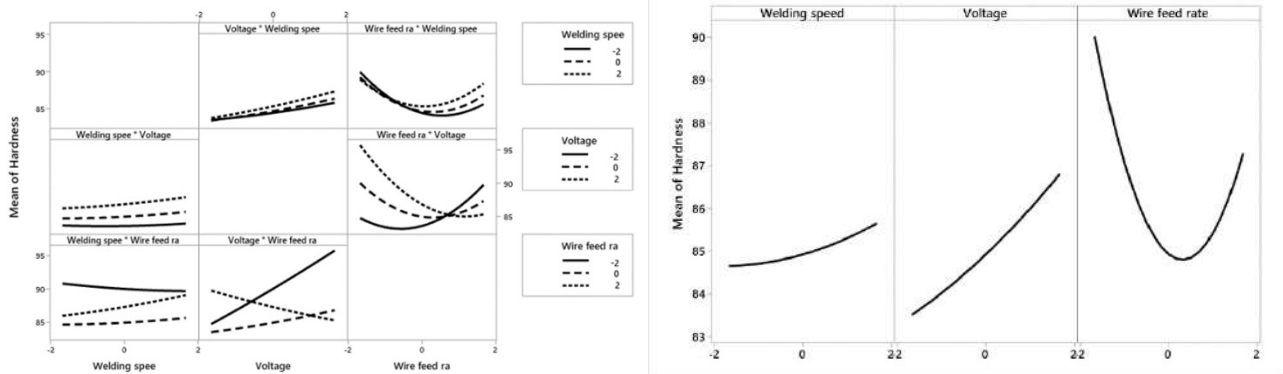 -2 0 2
Voltage * Welding spee Wire feed ra * Welding spee
95
90
85
Welding spee
-2
0
2
Welding spee * Voltage Wire feed ra * Voltage
95
90
85
Voltage
-2
0
2
Welding spee * Wire feed ra Voltage * Wire feed ra
95
90
85
Wire feed ra
-2
0
2
Mean of Hardness
-2 0 2 -2 0 2
Welding spee Voltage Wire feed ra
Welding speed Voltage Wire feed rate
90
89
88
87
86
85
84
83
Mean of Hardness
-2 0 2-2 0 2-2 0 2